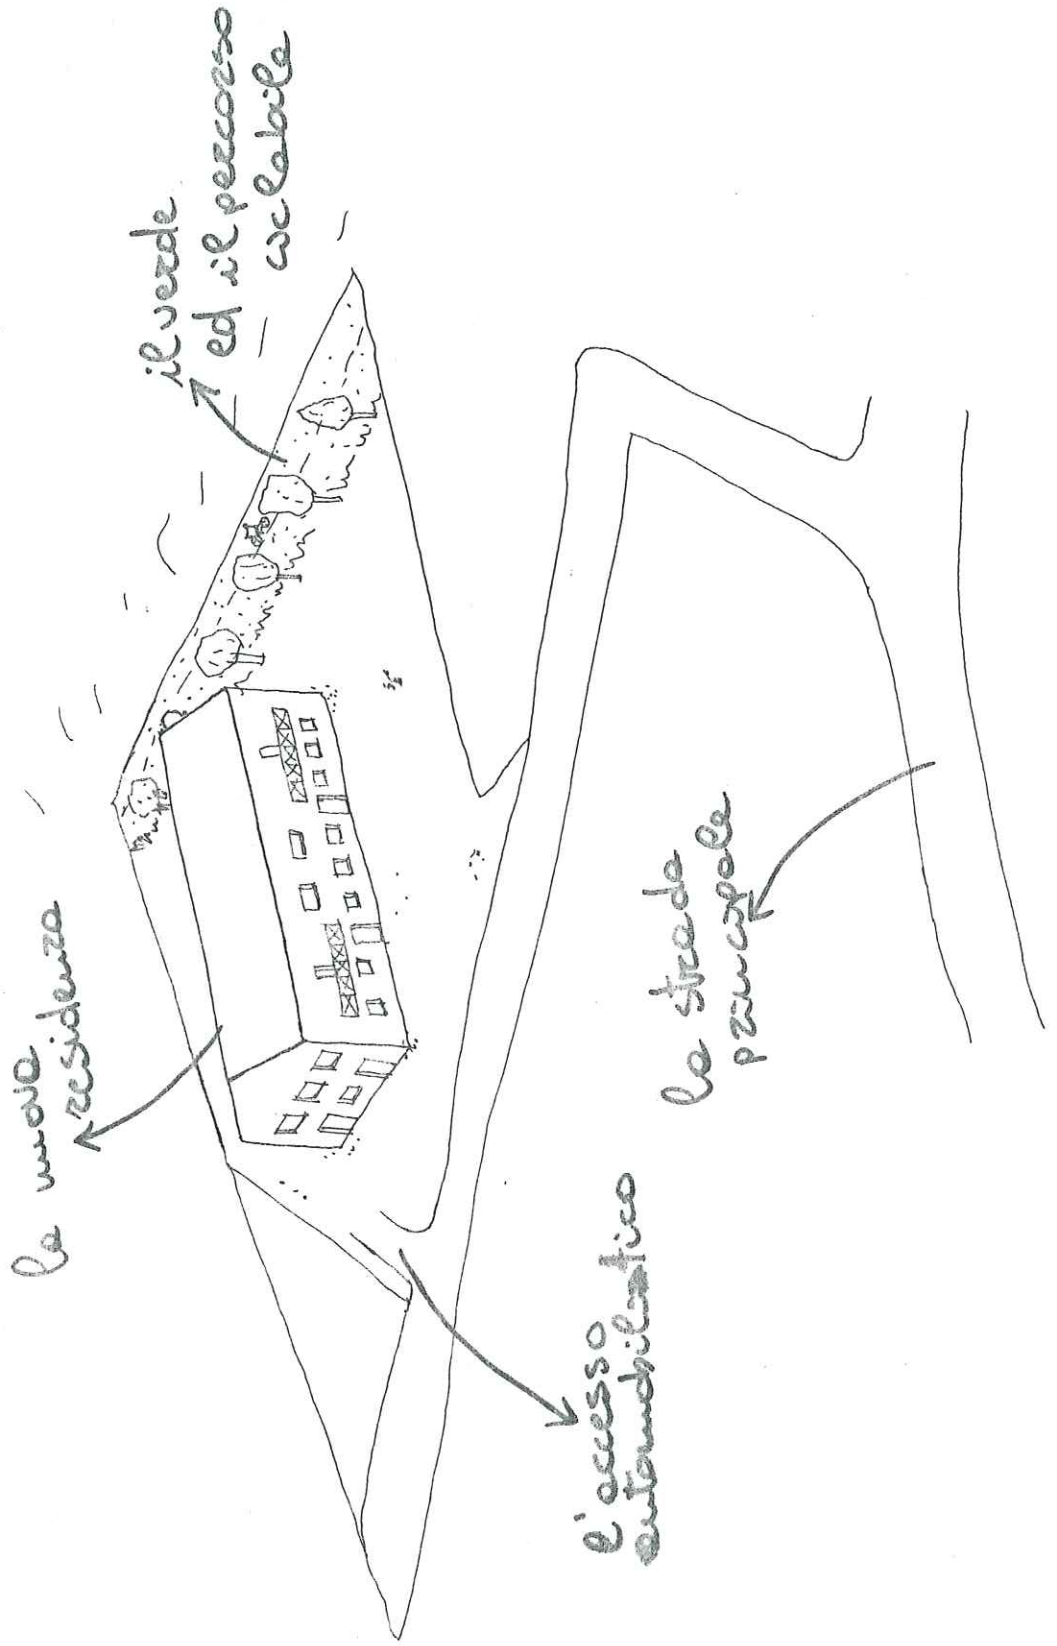 la nuova
residenza
il verde
ed il percorso
ciclabile
l'accesso
automobilistico
la strada
principale